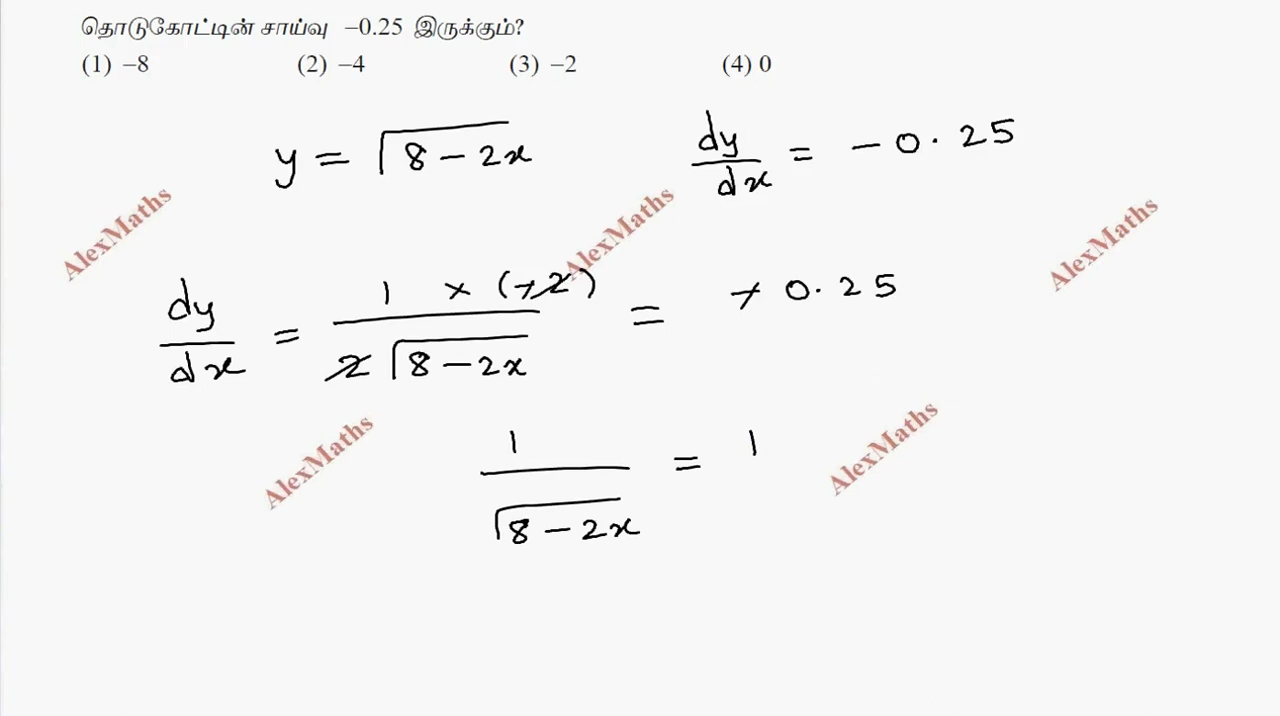 தொடுகோட்டின் சாய்வு –0.25 இருக்கும்?
(1) –8 (2) –4 (3) –2 (4) 0
y = √(8 – 2x) dy/dx = – 0.25
AlexMaths AlexMaths AlexMaths
dy/dx = 1 × (–2) / 2√(8 – 2x) = – 0.25
AlexMaths AlexMaths
1/√(8 – 2x) = 1